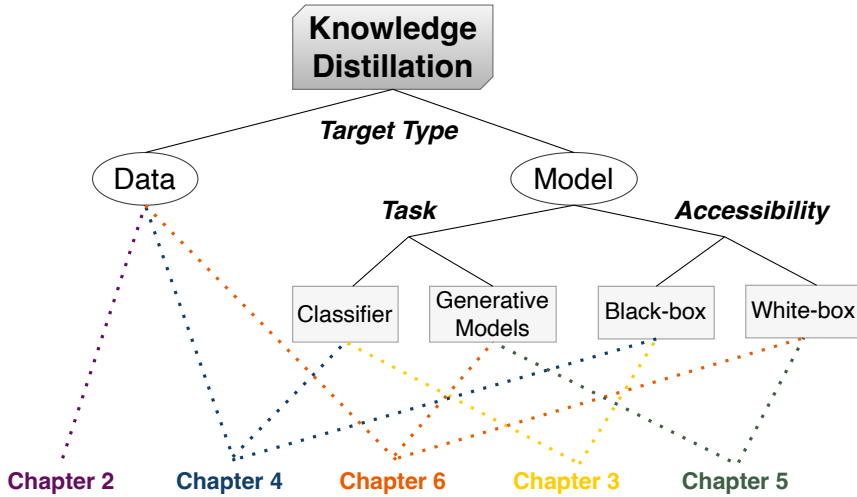 Knowledge
Distillation
Target Type
Data
Model
Task
Accessibility
Classifier
Generative
Models
Black-box
White-box
Chapter 2
Chapter 4
Chapter 6
Chapter 3
Chapter 5